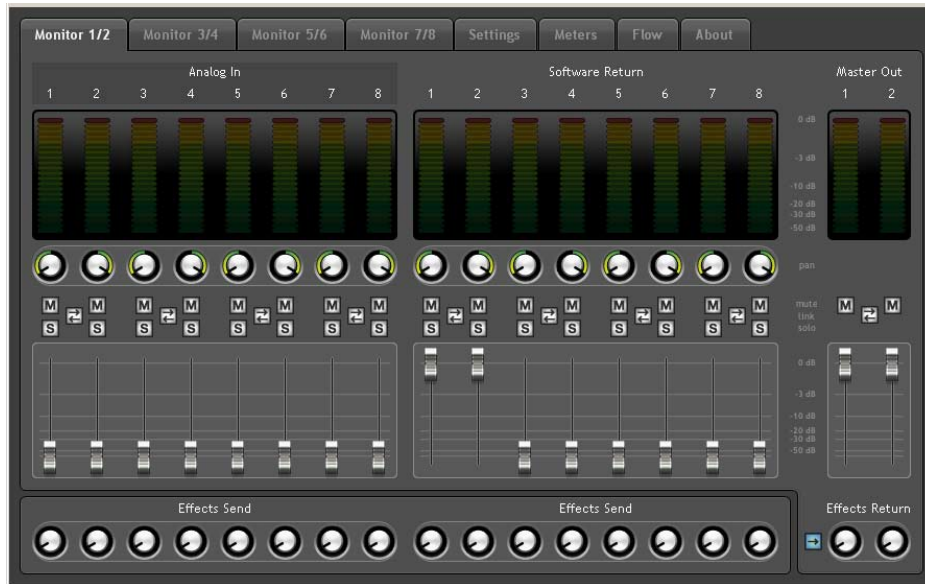 Monitor 1/2 Monitor 3/4 Monitor 5/6 Monitor 7/8 Settings Meters Flow About
Analog In Software Return Master Out
1 2 3 4 5 6 7 8 1 2 3 4 5 6 7 8 1 2
0 dB
-3 dB
-10 dB
-20 dB
-30 dB
-50 dB
pan
M M M M M M M M M M M M M M M M mute M M
link
S S S S S S S S S S S S S S S S solo
0 dB
-3 dB
-10 dB
-20 dB
-30 dB
-50 dB
Effects Send Effects Send Effects Return